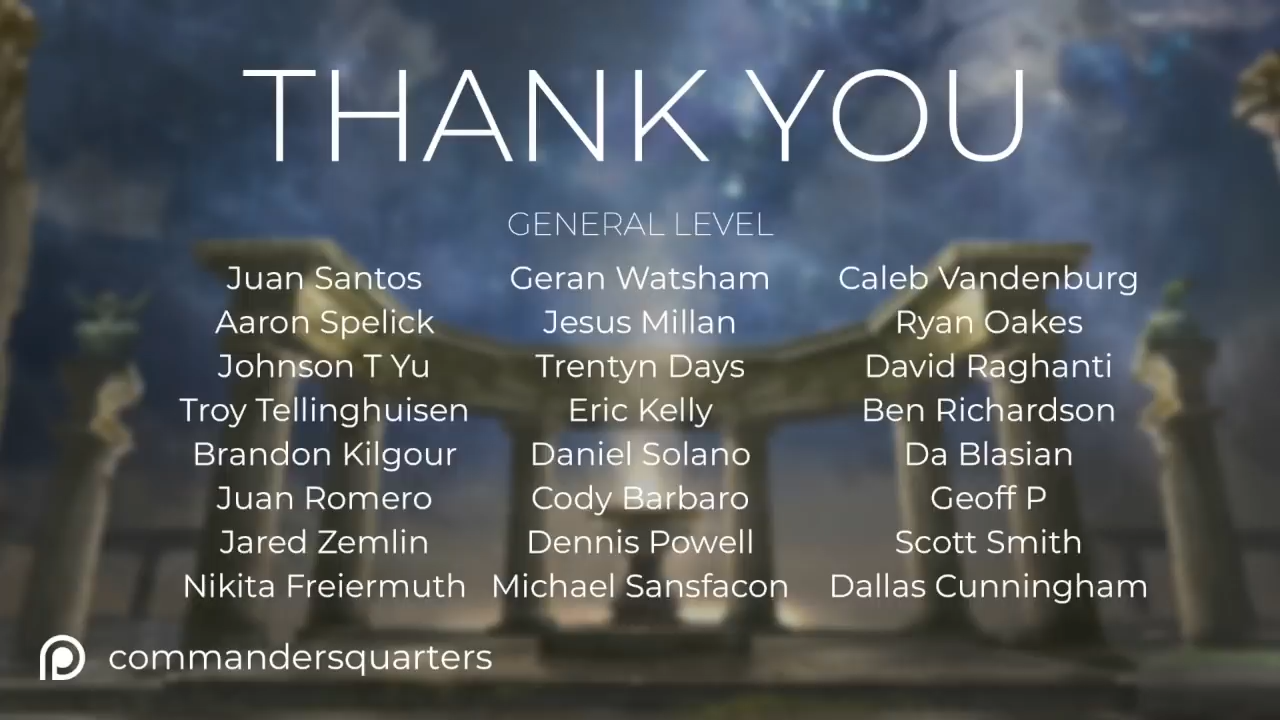 THANK YOU
GENERAL LEVEL
Juan Santos
Aaron Spelick
Johnson T Yu
Troy Tellinghuisen
Brandon Kilgour
Juan Romero
Jared Zemlin
Nikita Freiermuth
Geran Watsham
Jesus Millan
Trentyn Days
Eric Kelly
Daniel Solano
Cody Barbaro
Dennis Powell
Michael Sansfacon
Caleb Vandenburg
Ryan Oakes
David Raghanti
Ben Richardson
Da Blasian
Geoff P
Scott Smith
Dallas Cunningham
commandersquarters